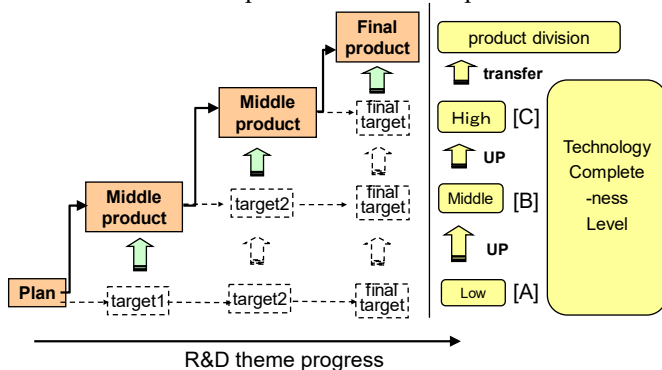 Final
product
product division
transfer
Middle
product
final
target
High
[C]
UP
Technology
Complete
-ness
Level
Middle
product
target2
final
target
Middle
[B]
UP
Plan
target1
target2
final
target
Low
[A]
R&D theme progress